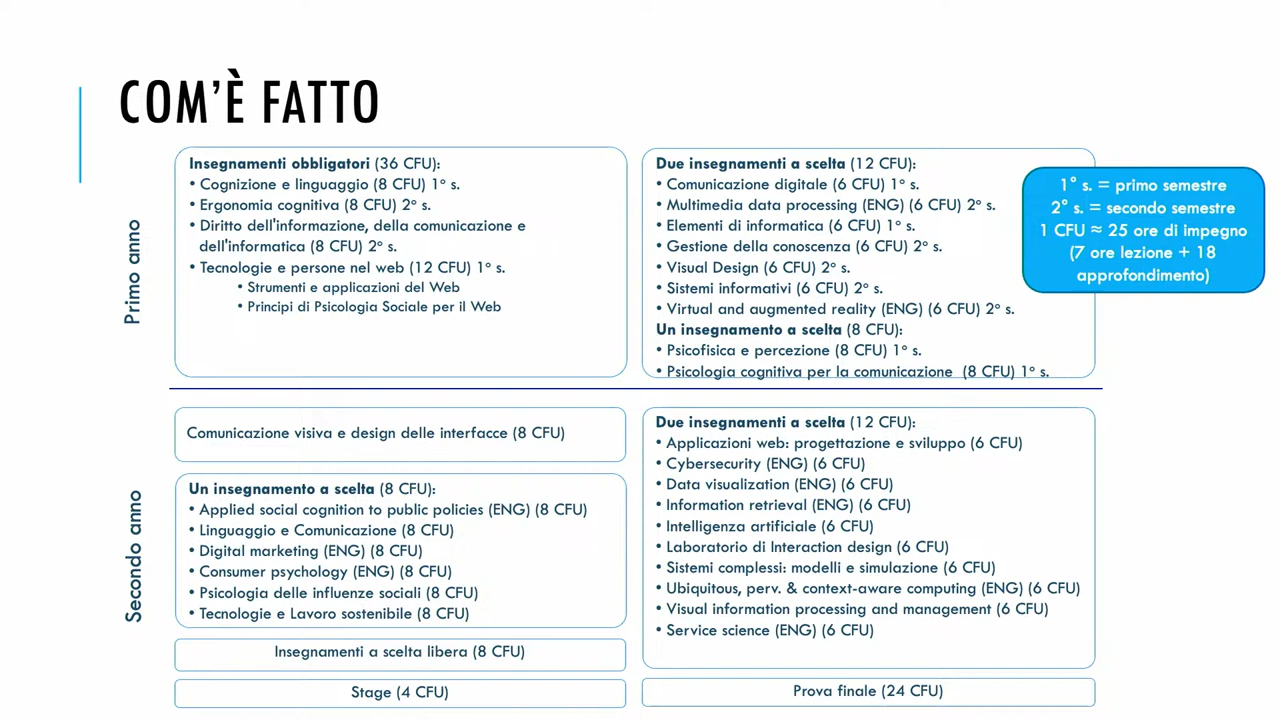 COM'È FATTO
Primo anno
Insegnamenti obbligatori (36 CFU):
• Cognizione e linguaggio (8 CFU) 1° s.
• Ergonomia cognitiva (8 CFU) 2° s.
• Diritto dell'informazione, della comunicazione e
dell'informatica (8 CFU) 2° s.
• Tecnologie e persone nel web (12 CFU) 1° s.
• Strumenti e applicazioni del Web
• Principi di Psicologia Sociale per il Web
Due insegnamenti a scelta (12 CFU):
• Comunicazione digitale (6 CFU) 1° s.
• Multimedia data processing (ENG) (6 CFU) 2° s.
• Elementi di informatica (6 CFU) 1° s.
• Gestione della conoscenza (6 CFU) 2° s.
• Visual Design (6 CFU) 2° s.
• Sistemi informativi (6 CFU) 2° s.
• Virtual and augmented reality (ENG) (6 CFU) 2° s.
Un insegnamento a scelta (8 CFU):
• Psicofisica e percezione (8 CFU) 1° s.
• Psicologia cognitiva per la comunicazione (8 CFU) 1° s.
1° s. = primo semestre
2° s. = secondo semestre
1 CFU ≈ 25 ore di impegno
(7 ore lezione + 18
approfondimento)
Secondo anno
Comunicazione visiva e design delle interfacce (8 CFU)
Un insegnamento a scelta (8 CFU):
• Applied social cognition to public policies (ENG) (8 CFU)
• Linguaggio e Comunicazione (8 CFU)
• Digital marketing (ENG) (8 CFU)
• Consumer psychology (ENG) (8 CFU)
• Psicologia delle influenze sociali (8 CFU)
• Tecnologie e Lavoro sostenibile (8 CFU)
Insegnamenti a scelta libera (8 CFU)
Stage (4 CFU)
Due insegnamenti a scelta (12 CFU):
• Applicazioni web: progettazione e sviluppo (6 CFU)
• Cybersecurity (ENG) (6 CFU)
• Data visualization (ENG) (6 CFU)
• Information retrieval (ENG) (6 CFU)
• Intelligenza artificiale (6 CFU)
• Laboratorio di Interaction design (6 CFU)
• Sistemi complessi: modelli e simulazione (6 CFU)
• Ubiquitous, perv. & context-aware computing (ENG) (6 CFU)
• Visual information processing and management (6 CFU)
• Service science (ENG) (6 CFU)
Prova finale (24 CFU)